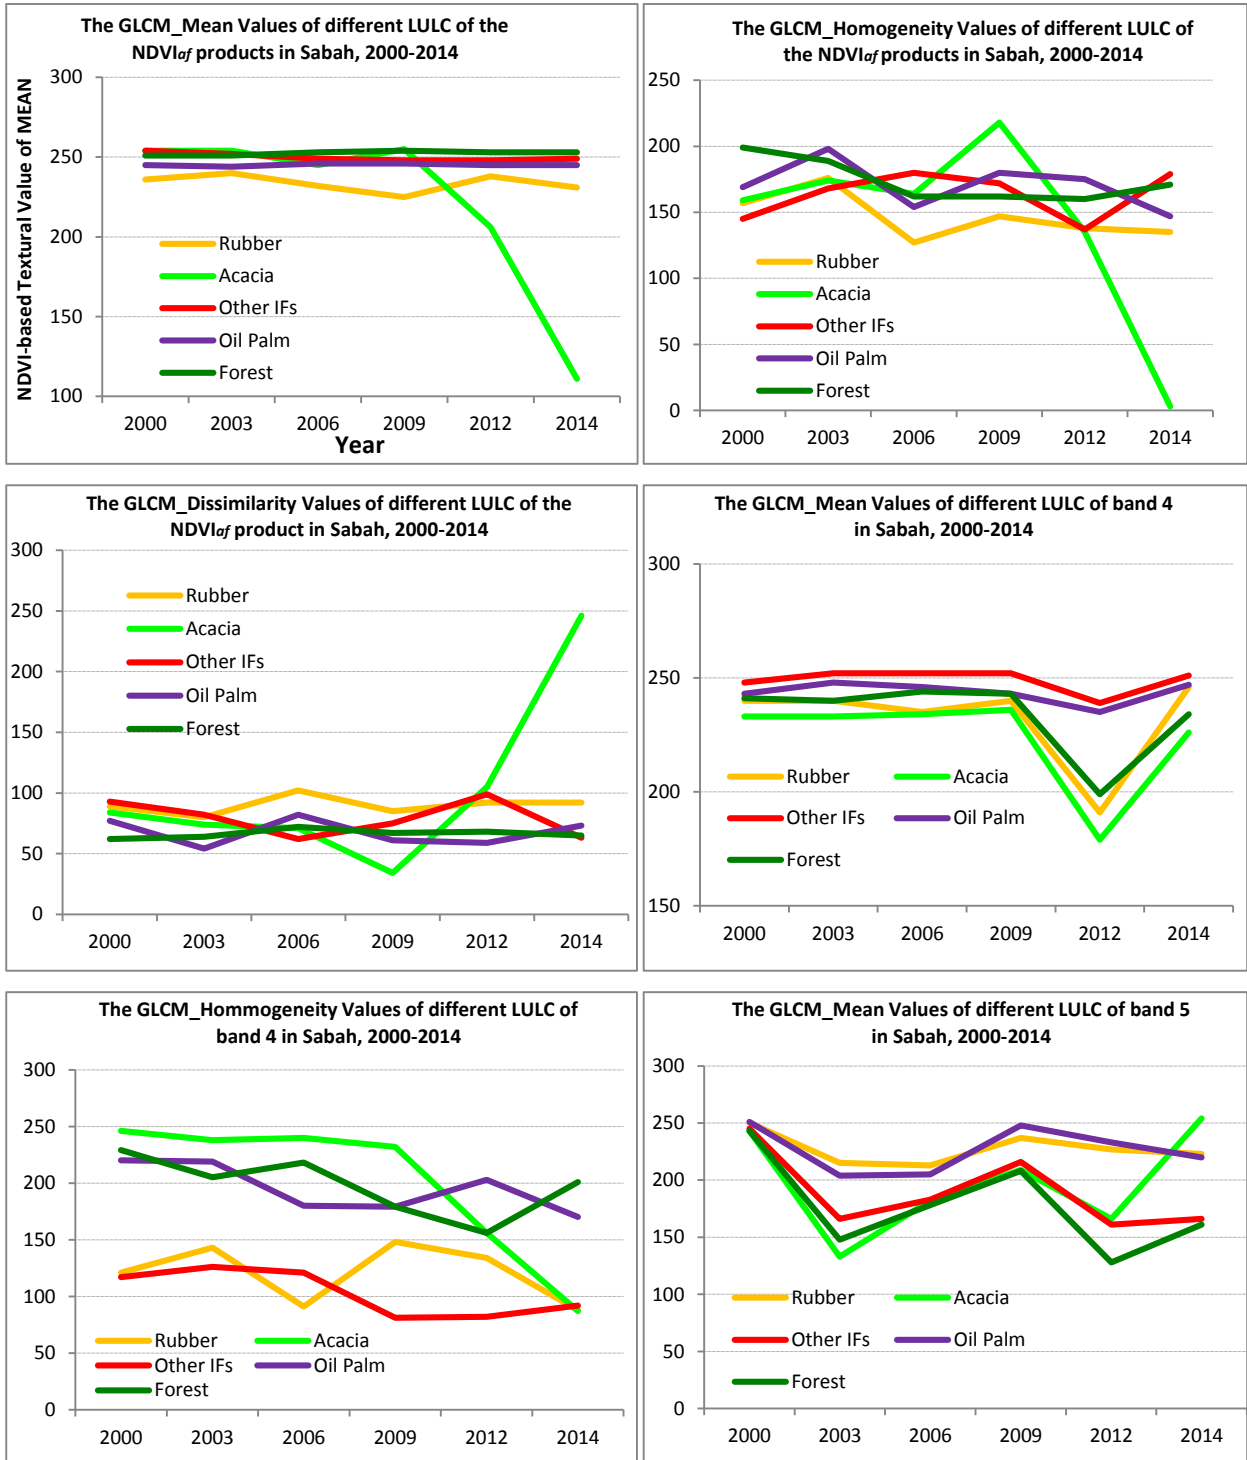 The GLCM_Mean Values of different LULC of the
NDVIaf products in Sabah, 2000-2014
NDVI-based Textural Value of MEAN
300
250
200
150
100
Rubber
Acacia
Other IFs
Oil Palm
Forest
2000 2003 2006 2009 2012 2014
Year
The GLCM_Homogeneity Values of different LULC of
the NDVIaf products in Sabah, 2000-2014
250
200
150
100
50
0
Rubber
Acacia
Other IFs
Oil Palm
Forest
2000 2003 2006 2009 2012 2014
The GLCM_Dissimilarity Values of different LULC of the
NDVIaf product in Sabah, 2000-2014
300
250
200
150
100
50
0
Rubber
Acacia
Other IFs
Oil Palm
Forest
2000 2003 2006 2009 2012 2014
The GLCM_Mean Values of different LULC of band 4
in Sabah, 2000-2014
300
250
200
150
Rubber Acacia
Other IFs Oil Palm
Forest
2000 2003 2006 2009 2012 2014
The GLCM_Hommogeneity Values of different LULC of
band 4 in Sabah, 2000-2014
300
250
200
150
100
50
0
Rubber Acacia
Other IFs Oil Palm
Forest
2000 2003 2006 2009 2012 2014
The GLCM_Mean Values of different LULC of band 5
in Sabah, 2000-2014
300
250
200
150
100
50
0
Rubber Acacia
Other IFs Oil Palm
Forest
2000 2003 2006 2009 2012 2014